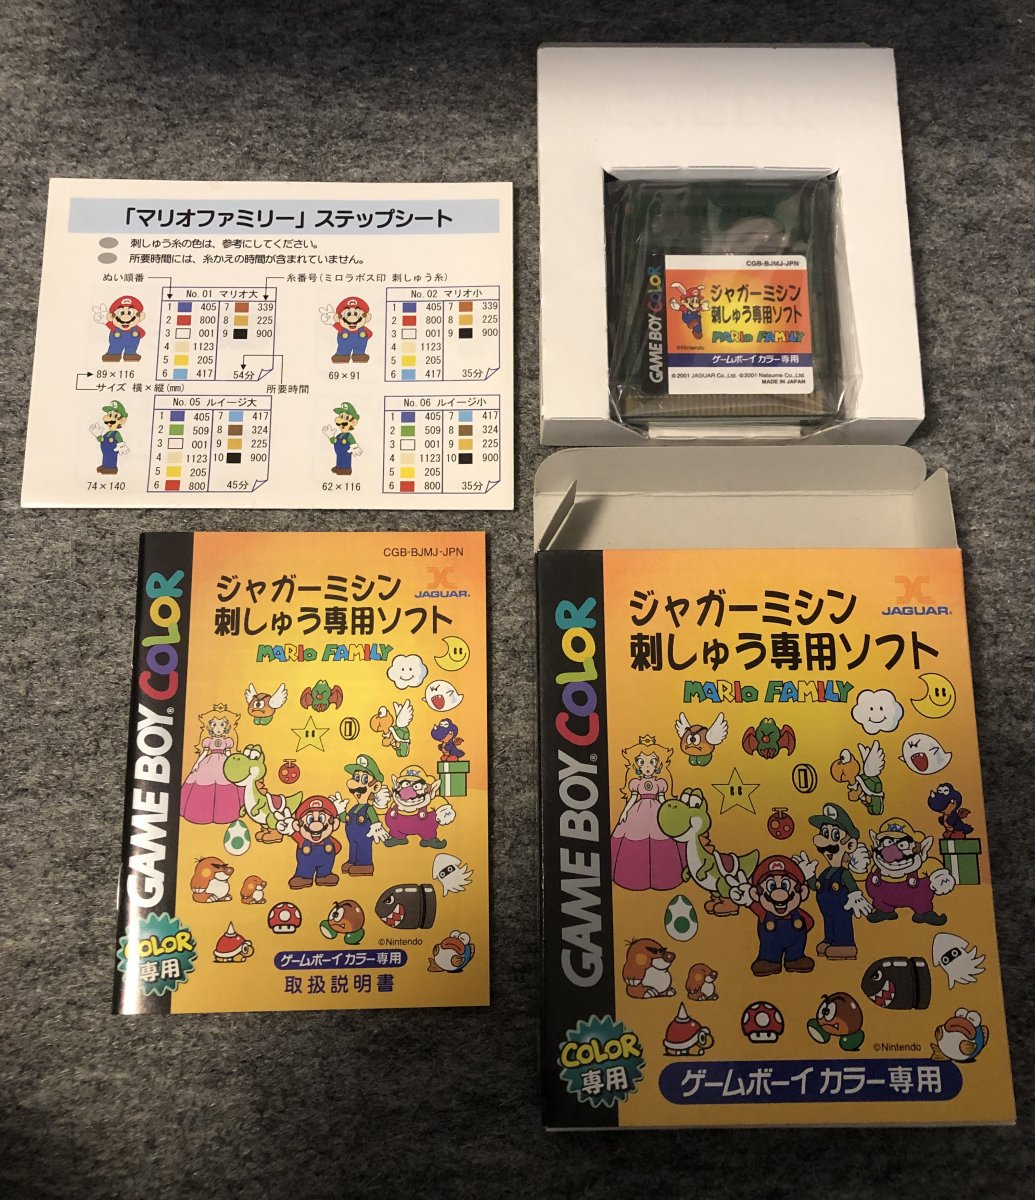 「マリオファミリー」ステップシート
刺しゅう糸の色は、参考にしてください。
所要時間には、糸かえの時間が含まれていません。
ぬい順番
糸番号(ミロラボス印 刺しゅう糸)
No. 01 マリオ大
1 405 7 339
2 800 8 225
3 001 9 900
4 1123
5 205
6 417 54分
89×116
サイズ 横×縦(mm)
所要時間
No. 02 マリオ小
1 405 7 339
2 800 8 225
3 001 9 900
4 1123
5 205
6 417 35分
69×91
No. 05 ルイージ大
1 405 7 417
2 509 8 324
3 001 9 225
4 1123 10 900
5 205
6 800 45分
74×140
No. 06 ルイージ小
1 405 7 417
2 509 8 324
3 001 9 225
4 1123 10 900
5 205
6 800 35分
62×116
CGB-BJMJ-JPN
GAME BOY COLOR
ジャガーミシン
刺しゅう専用ソフト
MARIO FAMILY
©Nintendo
ゲームボーイカラー専用
©2001 JAGUAR Co.,Ltd. ©2001 Natsume Co.,Ltd.
MADE IN JAPAN
CGB-BJMJ-JPN
GAME BOY® COLOR
ジャガーミシン
JAGUAR®
刺しゅう専用ソフト
MARIO FAMILY
©Nintendo
COLOR
専用
ゲームボーイカラー専用
取扱説明書
GAME BOY® COLOR
ジャガーミシン
JAGUAR®
刺しゅう専用ソフト
MARIO FAMILY
©Nintendo
COLOR
専用
ゲームボーイカラー専用